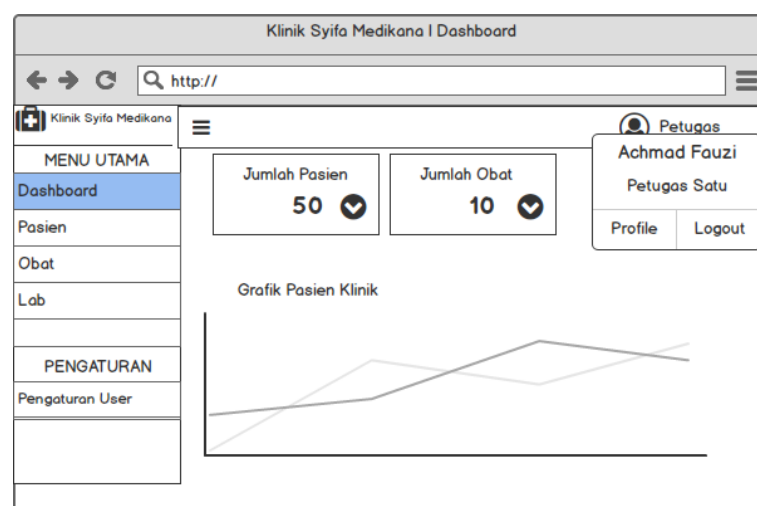 Klinik Syifa Medikana I Dashboard
http://
Klinik Syifa Medikana
Petugas
Achmad Fauzi
Petugas Satu
Profile Logout
MENU UTAMA
Dashboard
Pasien
Obat
Lab
PENGATURAN
Pengaturan User
Jumlah Pasien
50
Jumlah Obat
10
Grafik Pasien Klinik